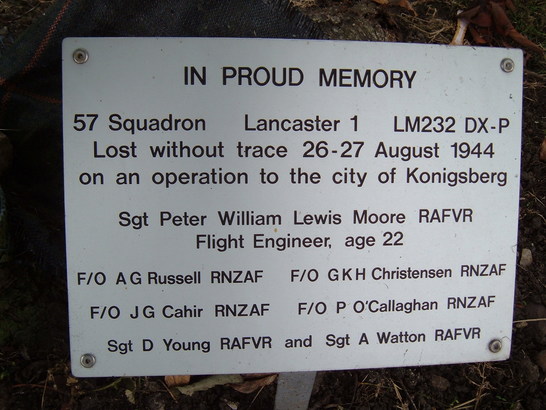 IN PROUD MEMORY
57 Squadron Lancaster 1 LM232 DX-P
Lost without trace 26-27 August 1944
on an operation to the city of Konigsberg
Sgt Peter William Lewis Moore RAFVR
Flight Engineer, age 22
F/O A G Russell RNZAF F/O G K H Christensen RNZAF
F/O J G Cahir RNZAF F/O P O'Callaghan RNZAF
Sgt D Young RAFVR and Sgt A Watton RAFVR